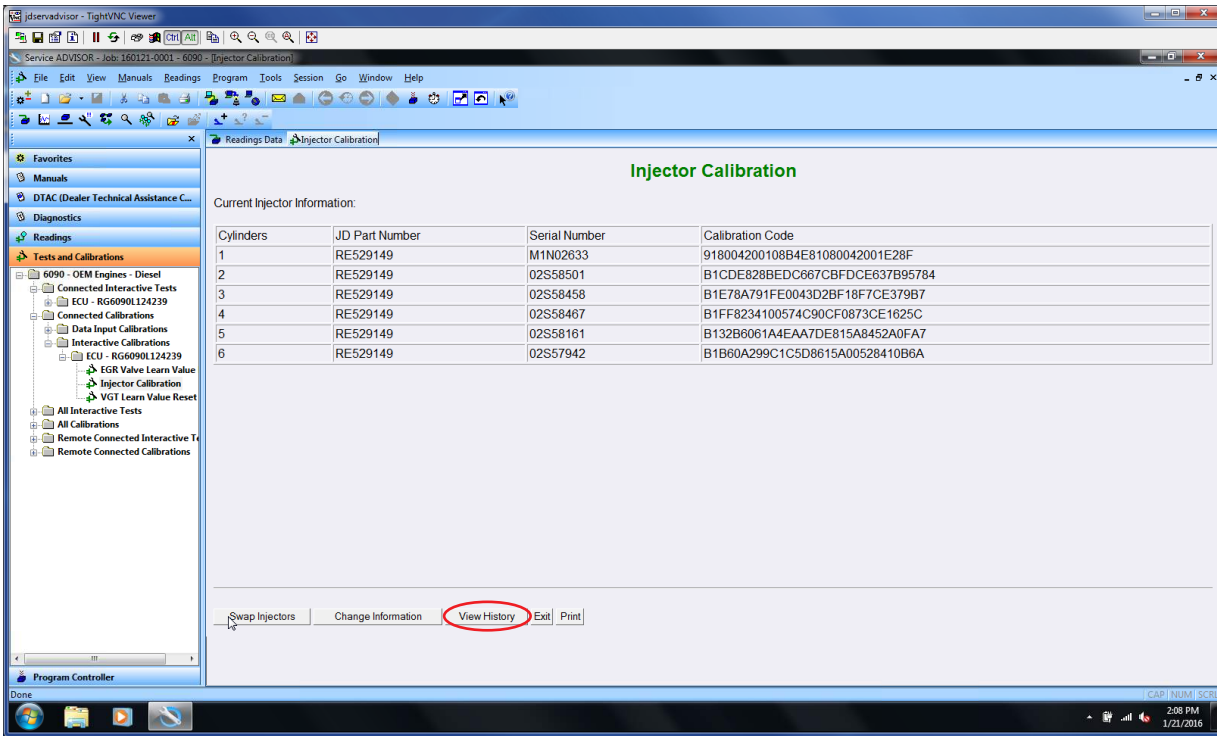 jdservadvisor - TightVNC Viewer
Ctrl Alt
Service ADVISOR - Job: 160121-0001 - 6090 - [Injector Calibration]
File Edit View Manuals Readings Program Tools Session Go Window Help
Readings Data Injector Calibration
Favorites
Manuals
DTAC (Dealer Technical Assistance C...
Diagnostics
Readings
Tests and Calibrations
6090 - OEM Engines - Diesel
Connected Interactive Tests
ECU - RG6090L124239
Connected Calibrations
Data Input Calibrations
Interactive Calibrations
ECU - RG6090L124239
EGR Valve Learn Value
Injector Calibration
VGT Learn Value Reset
All Interactive Tests
All Calibrations
Remote Connected Interactive Te
Remote Connected Calibrations
Program Controller
Injector Calibration
Current Injector Information:
Cylinders JD Part Number Serial Number Calibration Code
1 RE529149 M1N02633 918004200108B4E81080042001E28F
2 RE529149 02S58501 B1CDE828BEDC667CBFDCE637B95784
3 RE529149 02S58458 B1E78A791FE0043D2BF18F7CE379B7
4 RE529149 02S58467 B1FF8234100574C90CF0873CE1625C
5 RE529149 02S58161 B132B6061A4EAA7DE815A8452A0FA7
6 RE529149 02S57942 B1B60A299C1C5D8615A00528410B6A
Swap Injectors Change Information View History Exit Print
Done CAP NUM SCRL
2:08 PM
1/21/2016